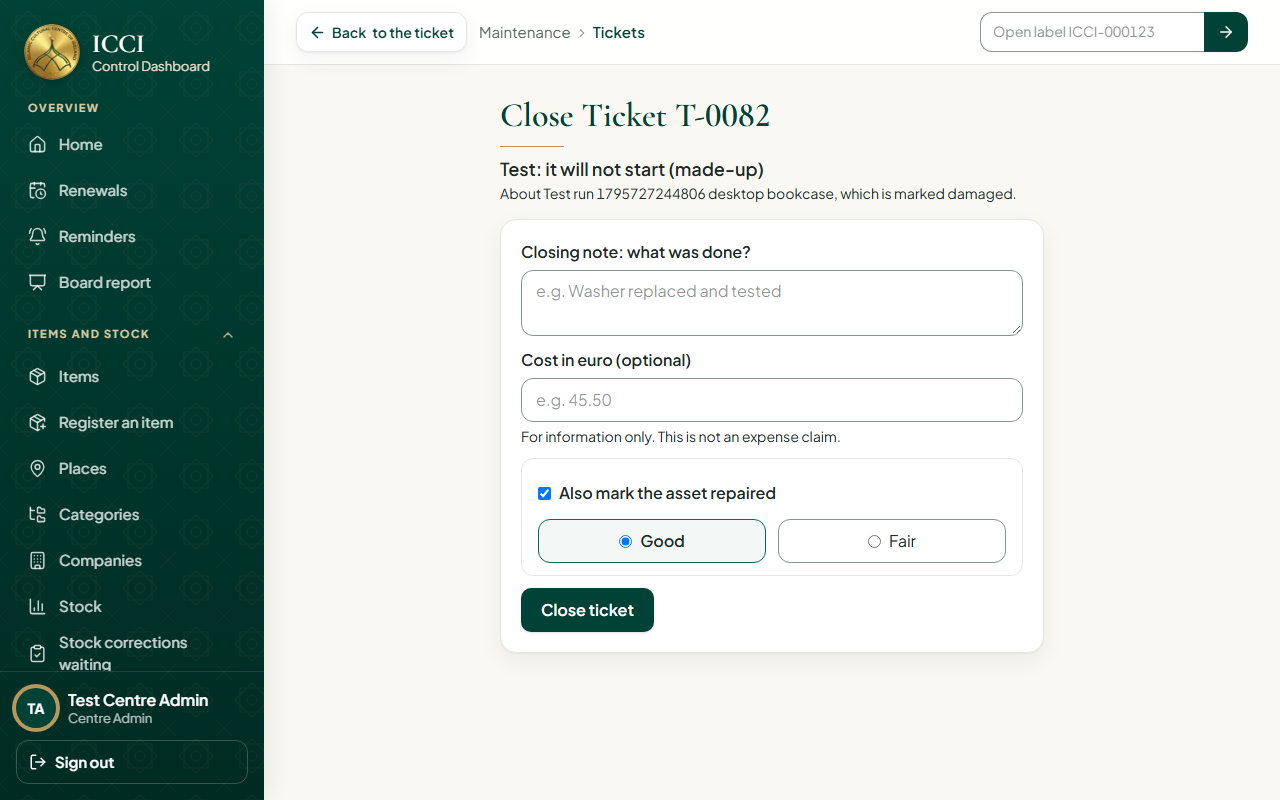 ICCI
Control Dashboard
OVERVIEW
Home
Renewals
Reminders
Board report
ITEMS AND STOCK
Items
Register an item
Places
Categories
Companies
Stock
Stock corrections
waiting
TA
Test Centre Admin
Centre Admin
Sign out
Back to the ticket
Maintenance > Tickets
Open label ICCI-000123
Close Ticket T-0082
Test: it will not start (made-up)
About Test run 1795727244806 desktop bookcase, which is marked damaged.
Closing note: what was done?
e.g. Washer replaced and tested
Cost in euro (optional)
e.g. 45.50
For information only. This is not an expense claim.
Also mark the asset repaired
Good
Fair
Close ticket